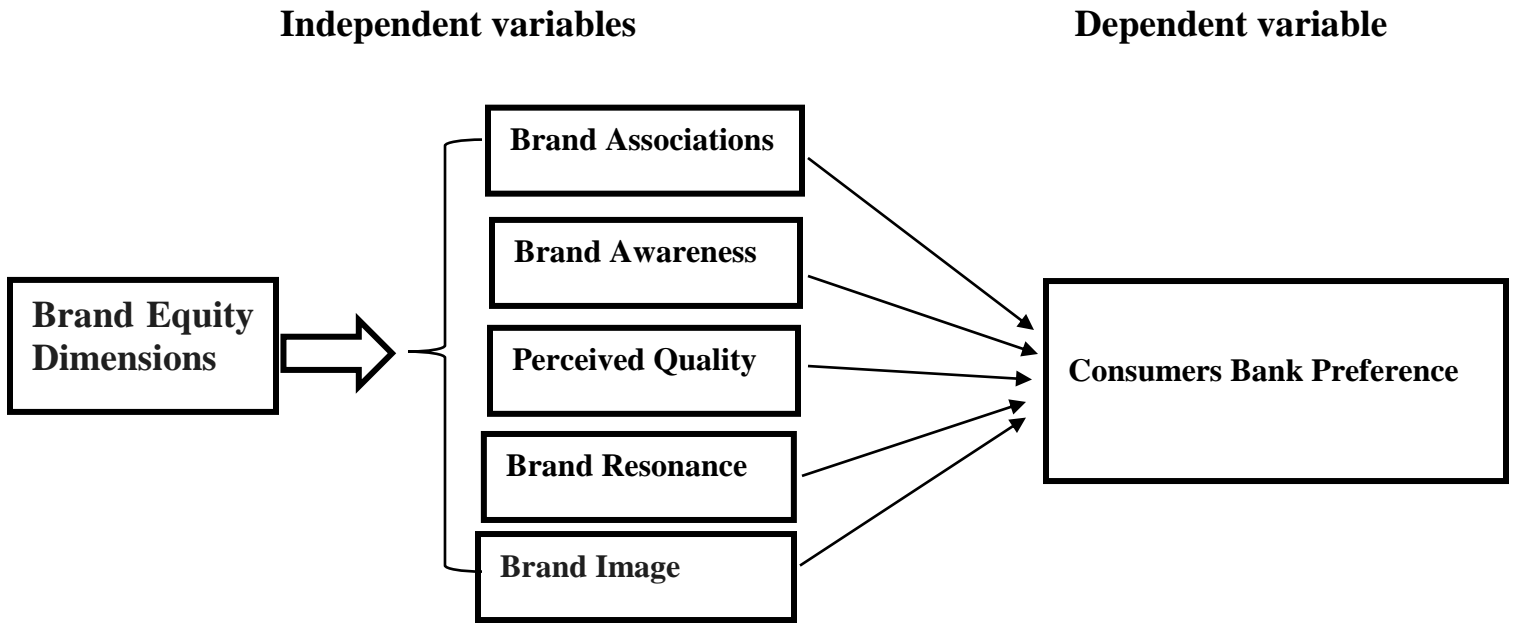 Independent variables
Dependent variable
Brand Equity
Dimensions
Brand Associations
Brand Awareness
Perceived Quality
Brand Resonance
Brand Image
Consumers Bank Preference